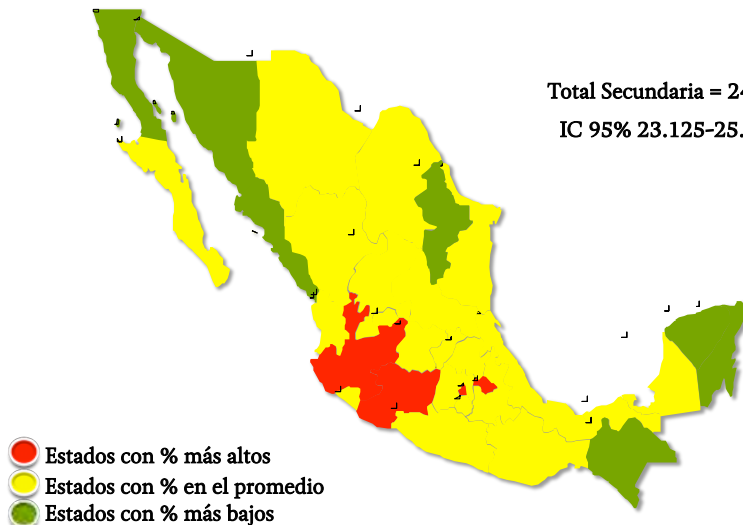 Total Secundaria = 24
IC 95% 23.125-25.
Estados con % más altos
Estados con % en el promedio
Estados con % más bajos